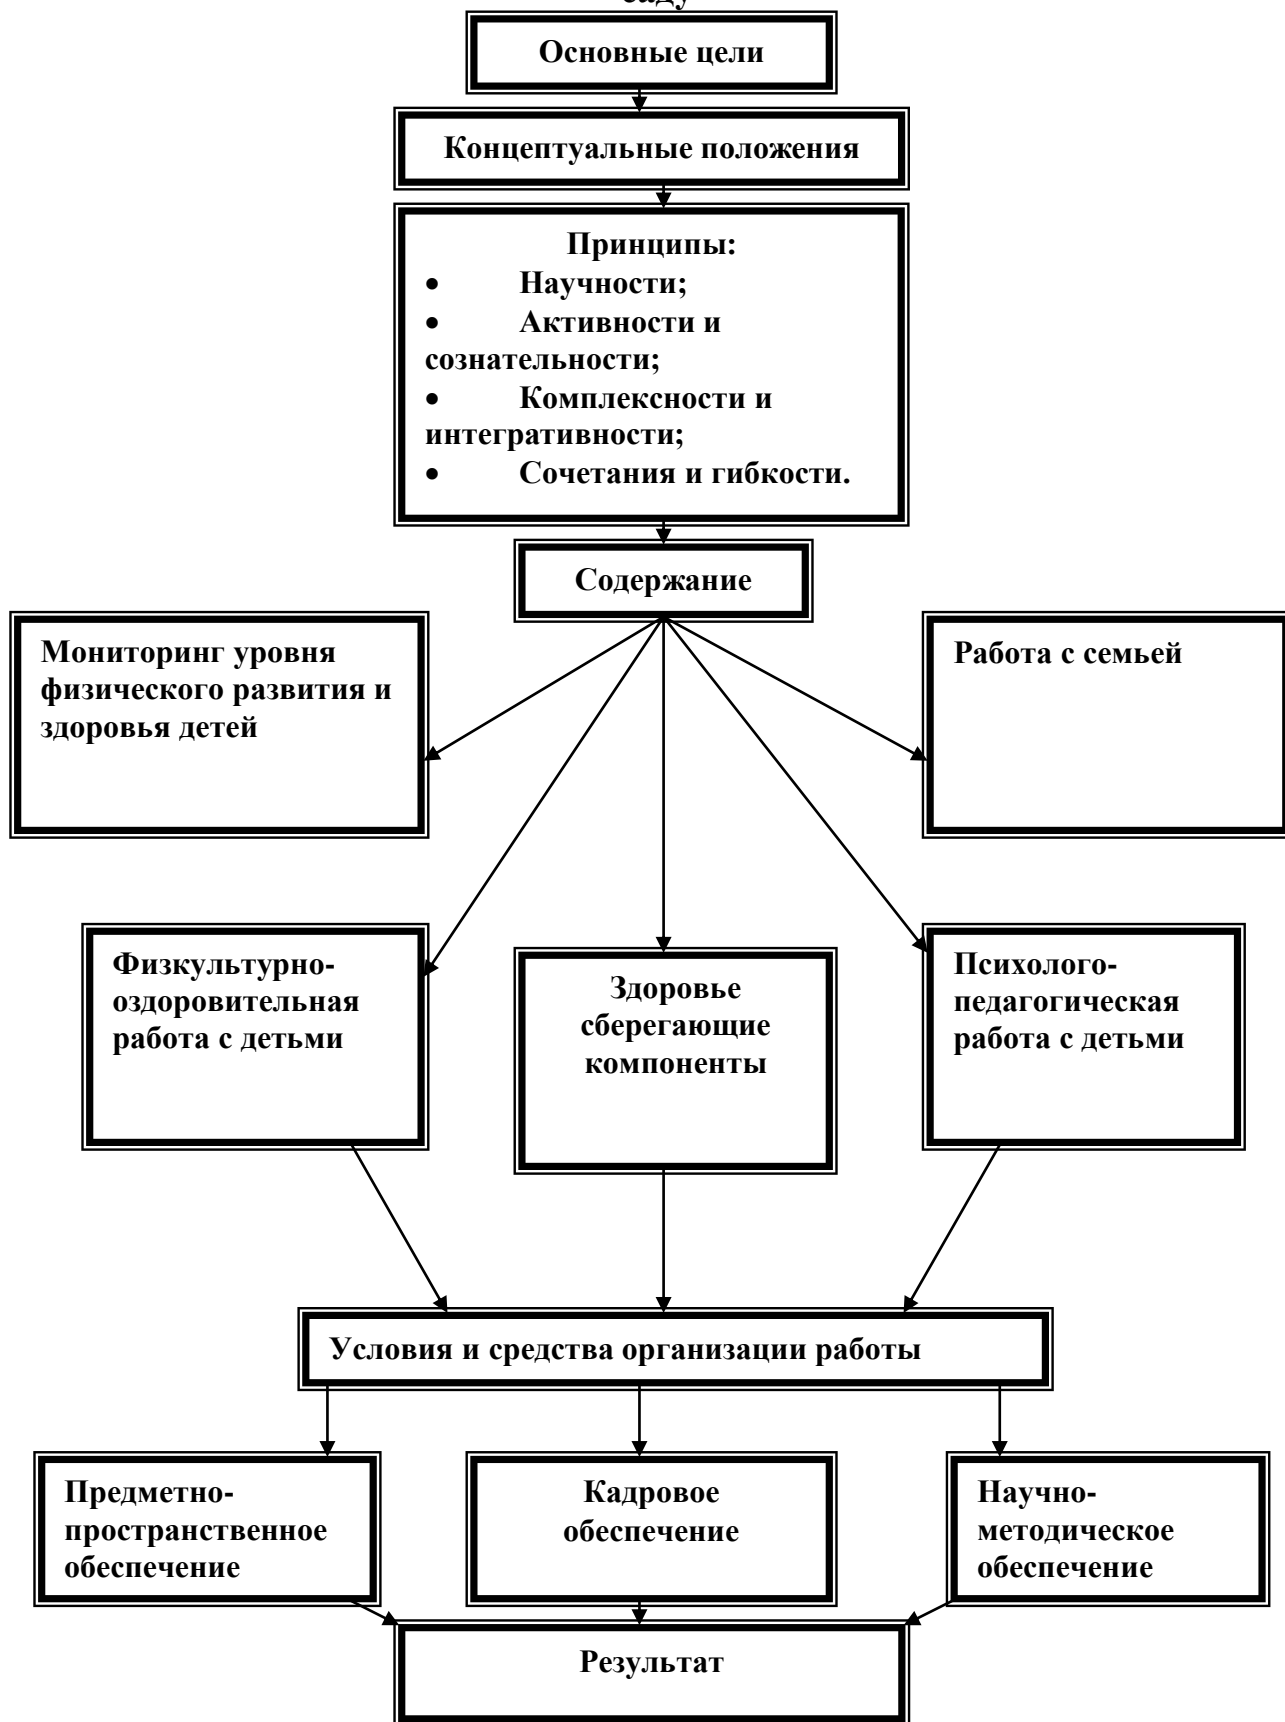 саду
Основные цели
Концептуальные положения
Принципы:
• Научности;
• Активности и
сознательности;
• Комплексности и
интегративности;
• Сочетания и гибкости.
Содержание
Мониторинг уровня
физического развития и
здоровья детей
Работа с семьей
Физкультурно-
оздоровительная
работа с детьми
Здоровье
сберегающие
компоненты
Психолого-
педагогическая
работа с детьми
Условия и средства организации работы
Предметно-
пространственное
обеспечение
Кадровое
обеспечение
Научно-
методическое
обеспечение
Результат